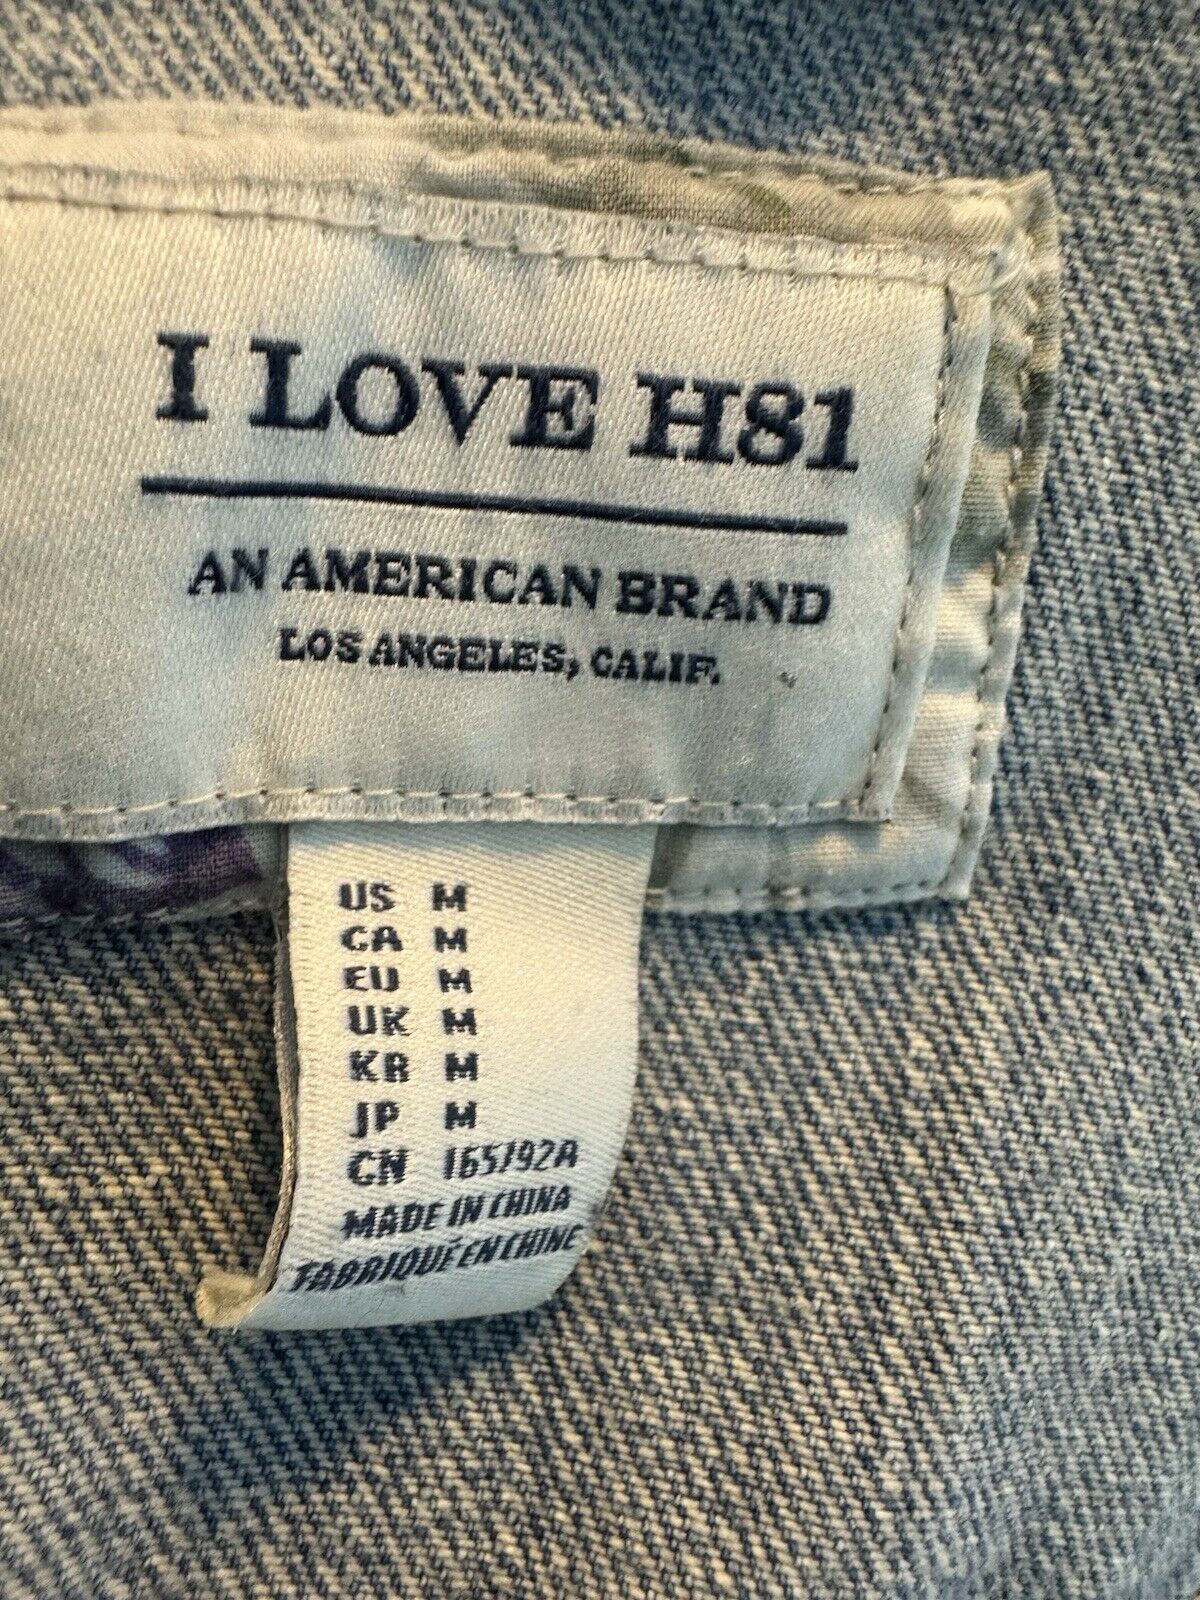 I LOVE H81
AN AMERICAN BRAND
LOS ANGELES, CALIF.
US M
CA M
EU M
UK M
KR M
JP M
CN 165/92A
MADE IN CHINA
FABRIQUÉ EN CHINE